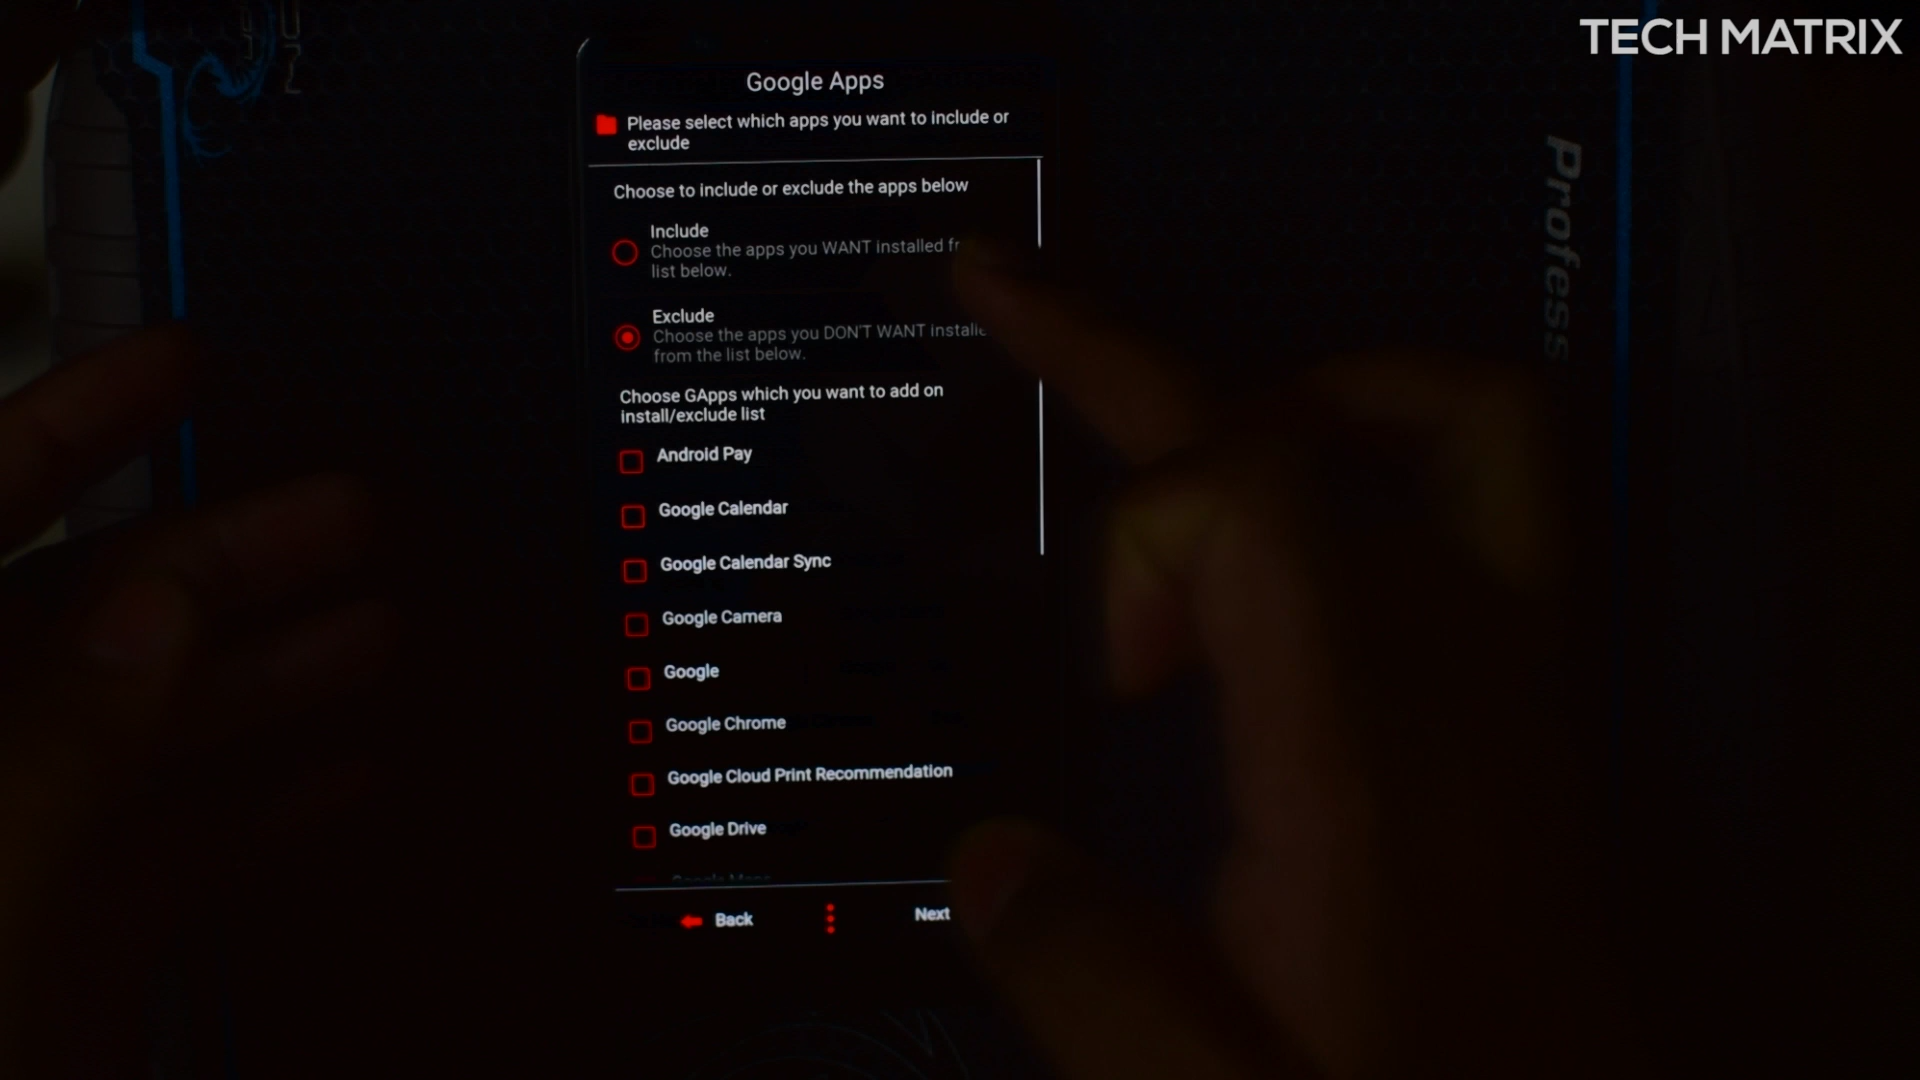 TECH MATRIX
Google Apps
Please select which apps you want to include or
exclude
Choose to include or exclude the apps below
Include
Choose the apps you WANT installed
list below.
Exclude
Choose the apps you DON'T WANT
from the list below.
Choose GApps which you want to add on
install/exclude list
Android Pay
Google Calendar
Google Calendar Sync
Google Camera
Google
Google Chrome
Google Cloud Print Recommendation
Google Drive
Google Maps
Back
Next
Profess